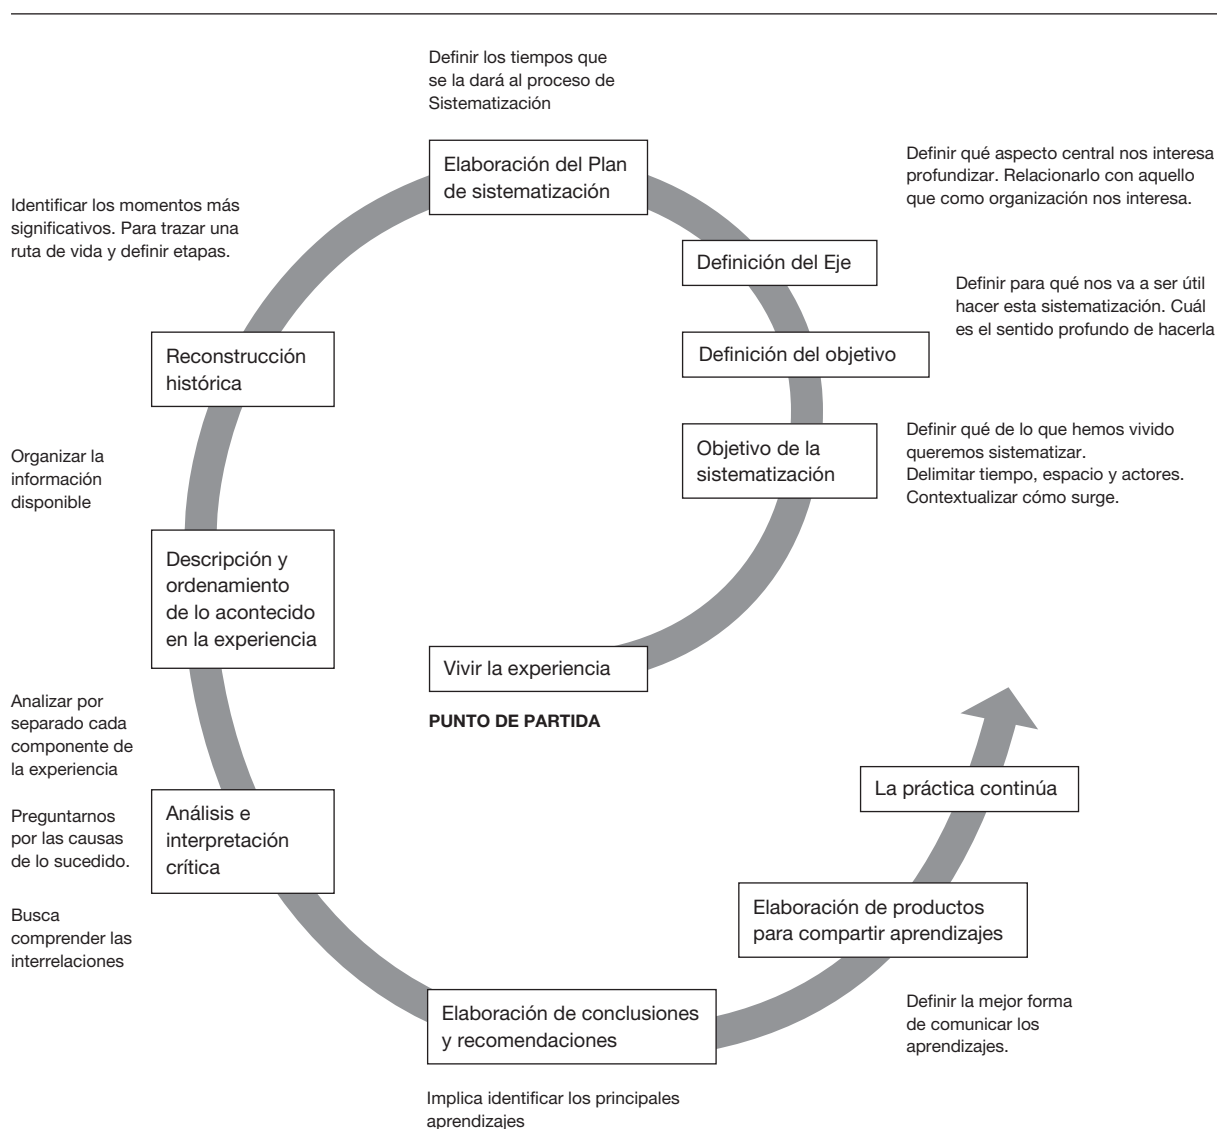 Definir los tiempos que
se la dará al proceso de
Sistematización
Elaboración del Plan
de sistematización
Definir qué aspecto central nos interesa
profundizar. Relacionarlo con aquello
que como organización nos interesa.
Identificar los momentos más
significativos. Para trazar una
ruta de vida y definir etapas.
Definición del Eje
Definir para qué nos va a ser útil
hacer esta sistematización. Cuál
es el sentido profundo de hacerla
Reconstrucción
histórica
Definición del objetivo
Objetivo de la
sistematización
Definir qué de lo que hemos vivido
queremos sistematizar.
Delimitar tiempo, espacio y actores.
Contextualizar cómo surge.
Organizar la
información
disponible
Descripción y
ordenamiento
de lo acontecido
en la experiencia
Vivir la experiencia
PUNTO DE PARTIDA
Analizar por
separado cada
componente de
la experiencia
La práctica continúa
Preguntarnos
por las causas
de lo sucedido.
Análisis e
interpretación
crítica
Elaboración de productos
para compartir aprendizajes
Busca
comprender las
interrelaciones
Elaboración de conclusiones
y recomendaciones
Definir la mejor forma
de comunicar los
aprendizajes.
Implica identificar los principales
aprendizajes